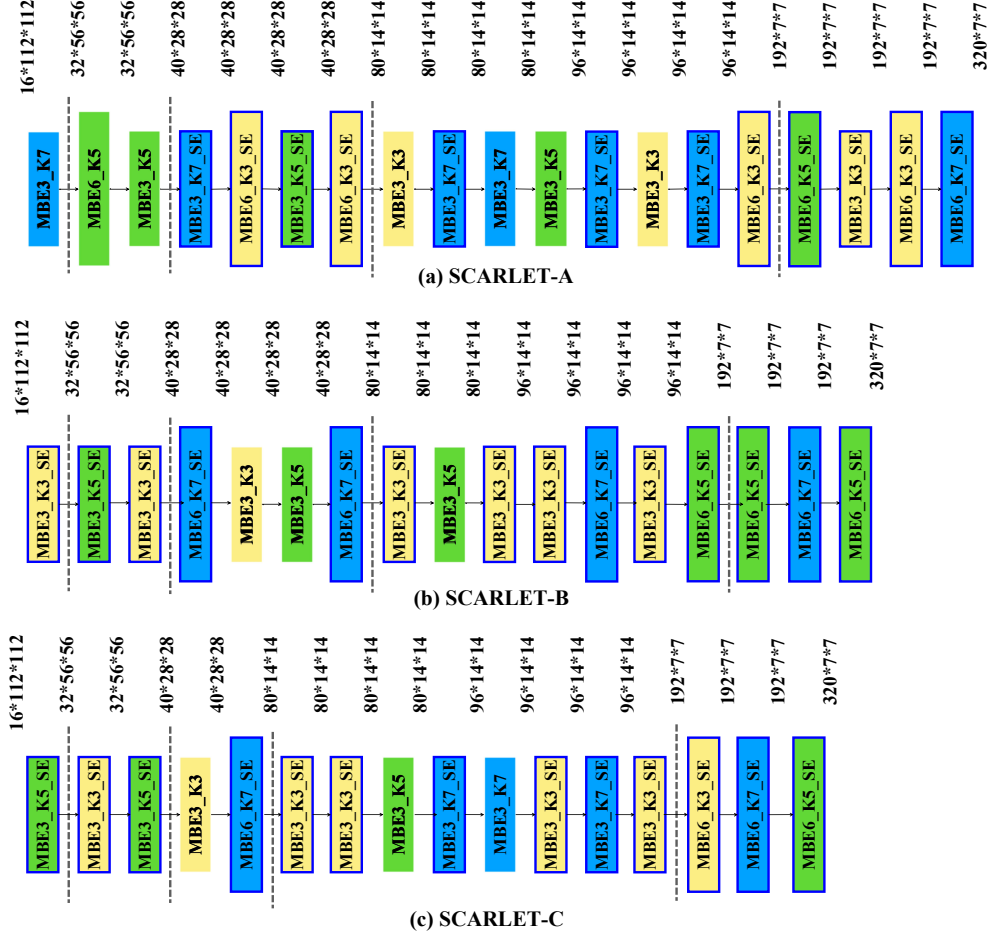 16*112*112
32*56*56
32*56*56
40*28*28
40*28*28
40*28*28
40*28*28
80*14*14
80*14*14
80*14*14
80*14*14
96*14*14
96*14*14
96*14*14
96*14*14
192*7*7
192*7*7
192*7*7
192*7*7
320*7*7
MBE3_K7
MBE6_K5
MBE3_K5
MBE3_K7_SE
MBE6_K3_SE
MBE3_K5_SE
MBE6_K3_SE
MBE3_K3
MBE3_K7_SE
MBE3_K7
MBE3_K5
MBE3_K7_SE
MBE3_K3
MBE3_K7_SE
MBE6_K3_SE
MBE6_K5_SE
MBE3_K3_SE
MBE6_K3_SE
MBE6_K7_SE
(a) SCARLET-A
16*112*112
32*56*56
32*56*56
40*28*28
40*28*28
40*28*28
40*28*28
80*14*14
80*14*14
80*14*14
96*14*14
96*14*14
96*14*14
96*14*14
192*7*7
192*7*7
192*7*7
320*7*7
MBE3_K3_SE
MBE3_K5_SE
MBE3_K3_SE
MBE6_K7_SE
MBE3_K3
MBE3_K5
MBE6_K7_SE
MBE3_K3_SE
MBE3_K5
MBE3_K3_SE
MBE3_K3_SE
MBE6_K7_SE
MBE3_K3_SE
MBE6_K5_SE
MBE6_K5_SE
MBE6_K7_SE
MBE6_K5_SE
(b) SCARLET-B
16*112*112
32*56*56
32*56*56
40*28*28
40*28*28
80*14*14
80*14*14
80*14*14
80*14*14
96*14*14
96*14*14
96*14*14
96*14*14
192*7*7
192*7*7
192*7*7
320*7*7
MBE3_K5_SE
MBE3_K3_SE
MBE3_K5_SE
MBE3_K3
MBE6_K7_SE
MBE3_K3_SE
MBE3_K3_SE
MBE3_K5
MBE3_K7_SE
MBE3_K7
MBE3_K3_SE
MBE3_K7_SE
MBE3_K3_SE
MBE6_K3_SE
MBE6_K7_SE
MBE6_K5_SE
(c) SCARLET-C